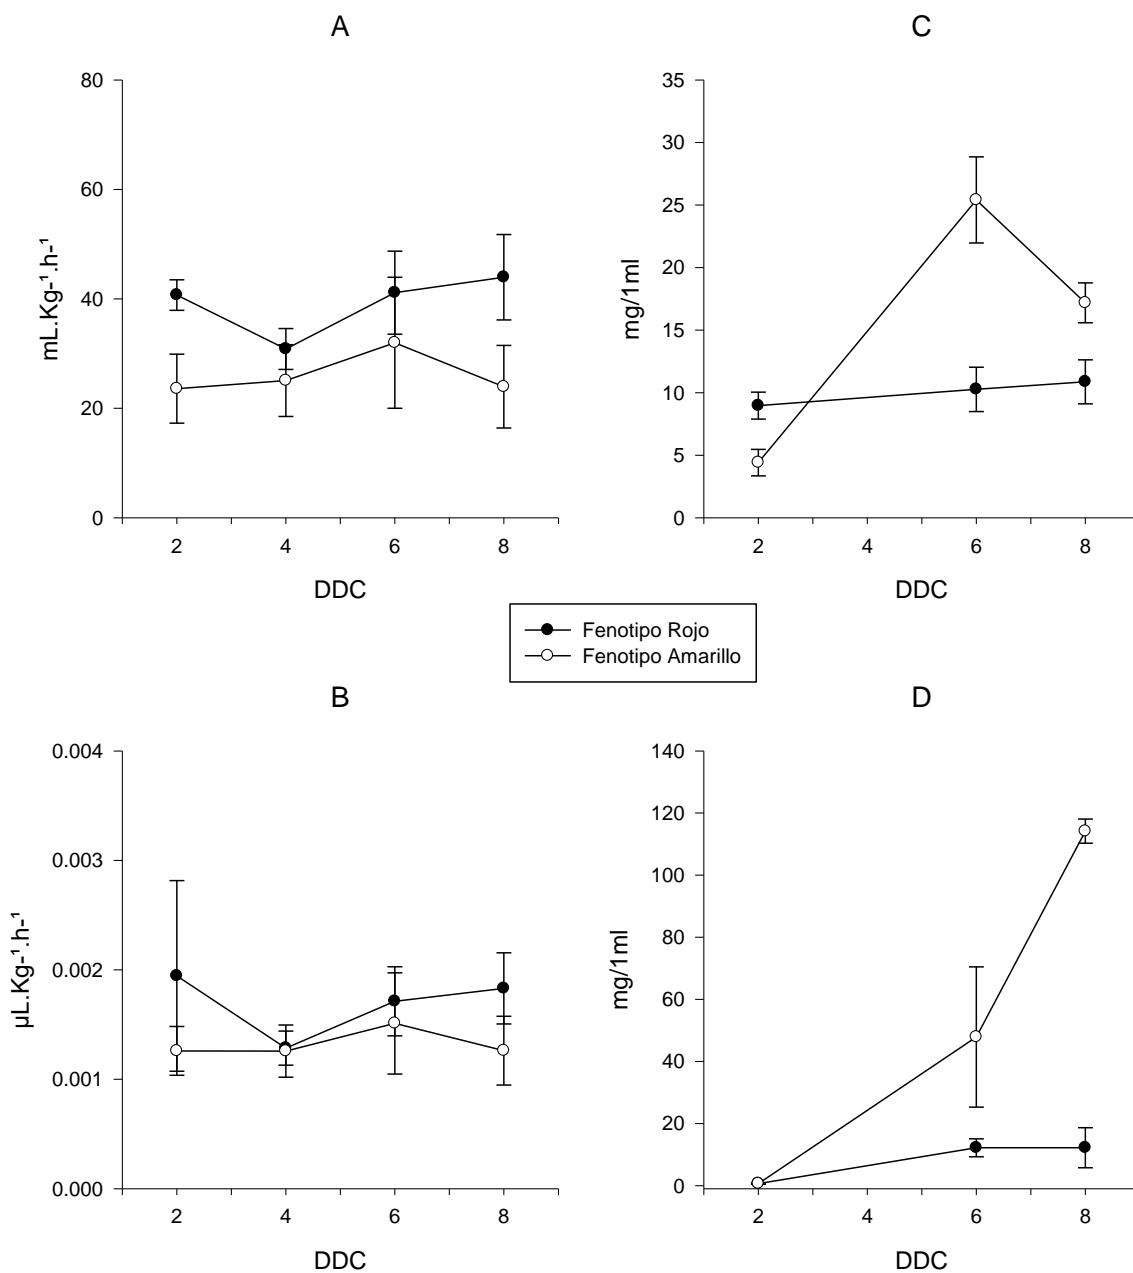 A
80
60
40
20
0
mL.Kg-¹.h-¹
2 4 6 8
DDC
C
35
30
25
20
15
10
5
0
mg/1ml
2 4 6 8
DDC
Fenotipo Rojo
Fenotipo Amarillo
B
0.004
0.003
0.002
0.001
0.000
µL.Kg-¹.h-¹
2 4 6 8
DDC
D
140
120
100
80
60
40
20
0
mg/1ml
2 4 6 8
DDC